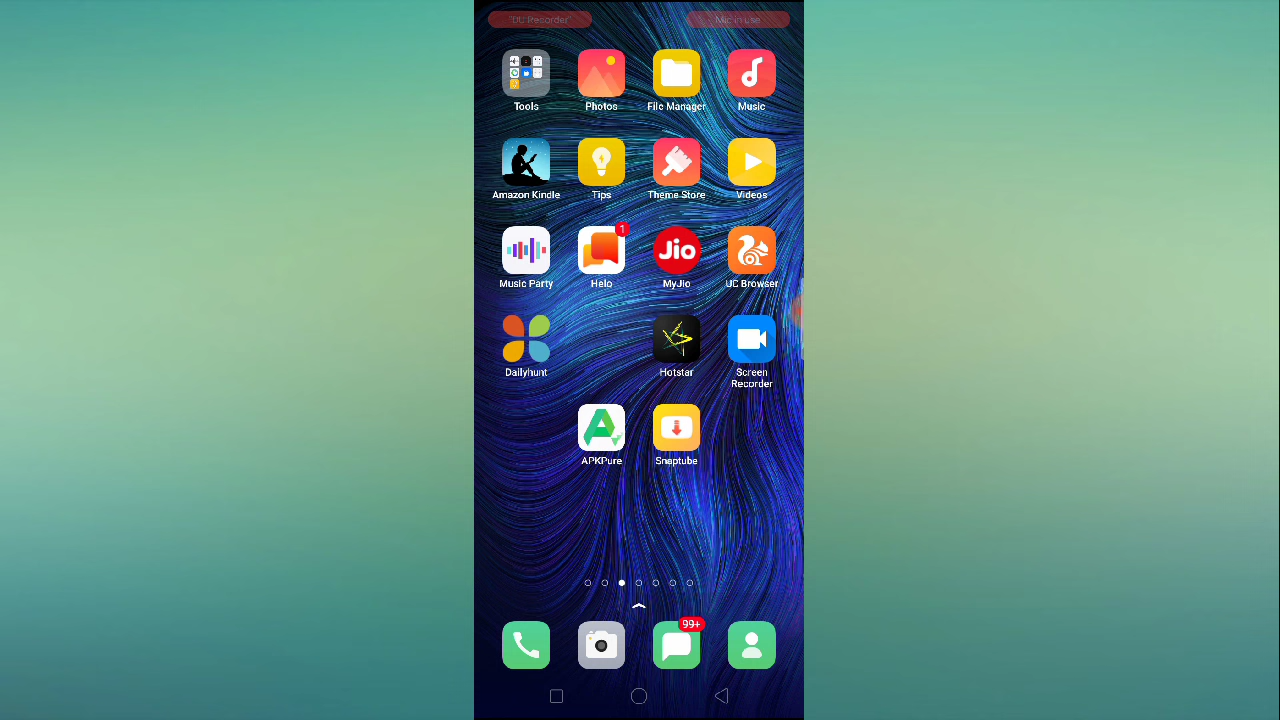 "DU Recorder"
Mic in use
Tools
Photos
File Manager
Music
Amazon Kindle
Tips
Theme Store
Videos
1
Jio
Music Party
Helo
MyJio
UC Browser
Dailyhunt
Hotstar
Screen
Recorder
APKPure
Snaptube
99+